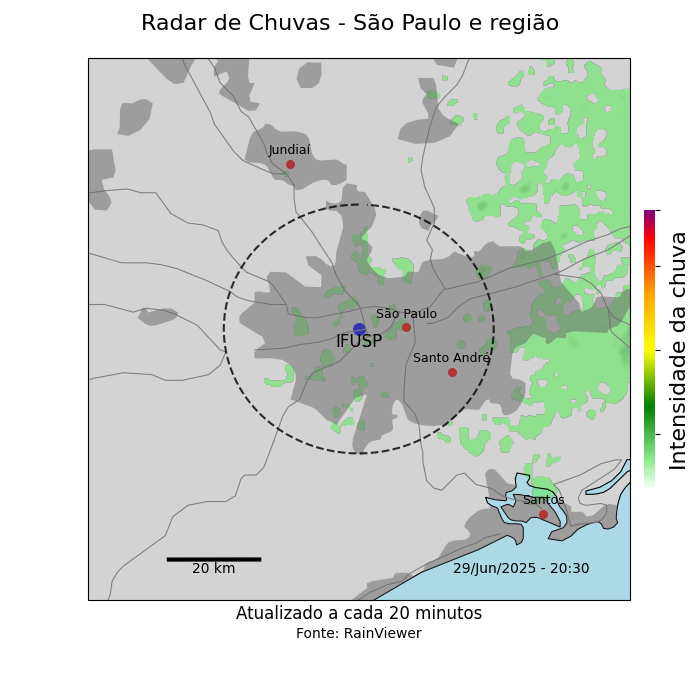 Radar de Chuvas - São Paulo e região
Jundiaí
São Paulo
IFUSP
Santo André
Santos
20 km
29/Jun/2025 - 20:30
Intensidade da chuva
Atualizado a cada 20 minutos
Fonte: RainViewer